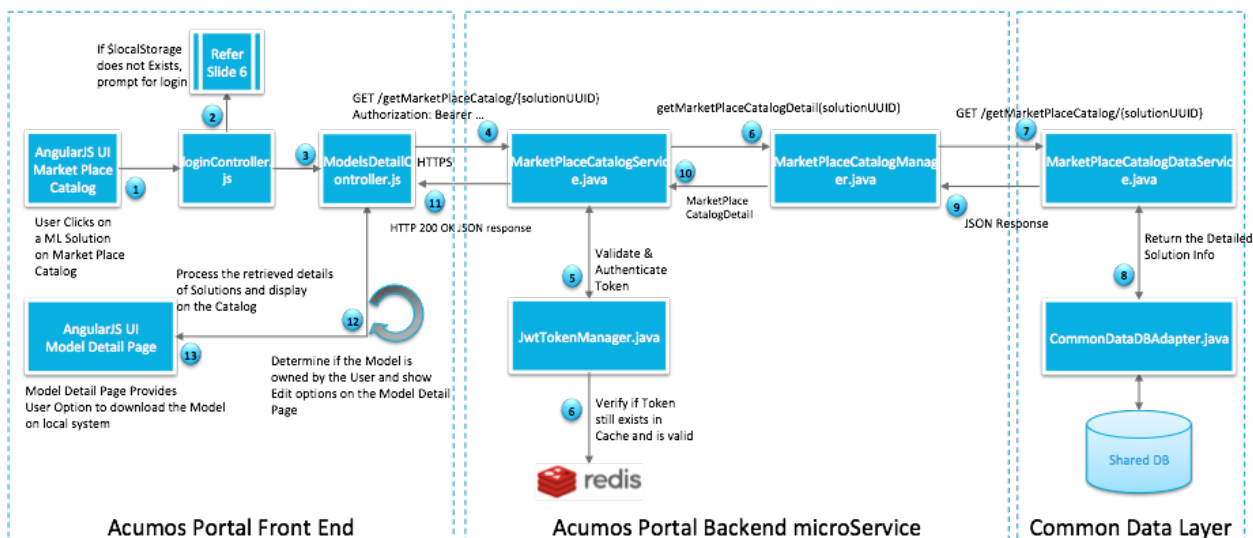 If $localStorage
does not Exists,
prompt for login
Refer
Slide 6
2
AngularJS UI
Market Place
Catalog
1
loginController.
js
3
ModelsDetailC
ontroller.js
GET /getMarketPlaceCatalog/{solutionUUID}
Authorization: Bearer ...
4
HTTPS
11
HTTP 200 OK JSON response
MarketPlaceCatalogServic
e.java
getMarketPlaceCatalogDetail(solutionUUID)
6
10
MarketPlace
CatalogDetail
MarketPlaceCatalogManag
er.java
GET /getMarketPlaceCatalog/{solutionUUID}
7
9
JSON Response
MarketPlaceCatalogDataServic
e.java
User Clicks on
a ML Solution
on Market Place
Catalog
Process the retrieved details
of Solutions and display
on the Catalog
12
AngularJS UI
Model Detail Page
13
Determine if the Model is
owned by the User and show
Edit options on the Model Detail
Page
Model Detail Page Provides
User Option to download the Model
on local system
5
Validate &
Authenticate
Token
JwtTokenManager.java
6
Verify if Token
still exists in
Cache and is valid
redis
8
Return the Detailed
Solution Info
CommonDataDBAdapter.java
Shared DB
Acumos Portal Front End
Acumos Portal Backend microService
Common Data Layer